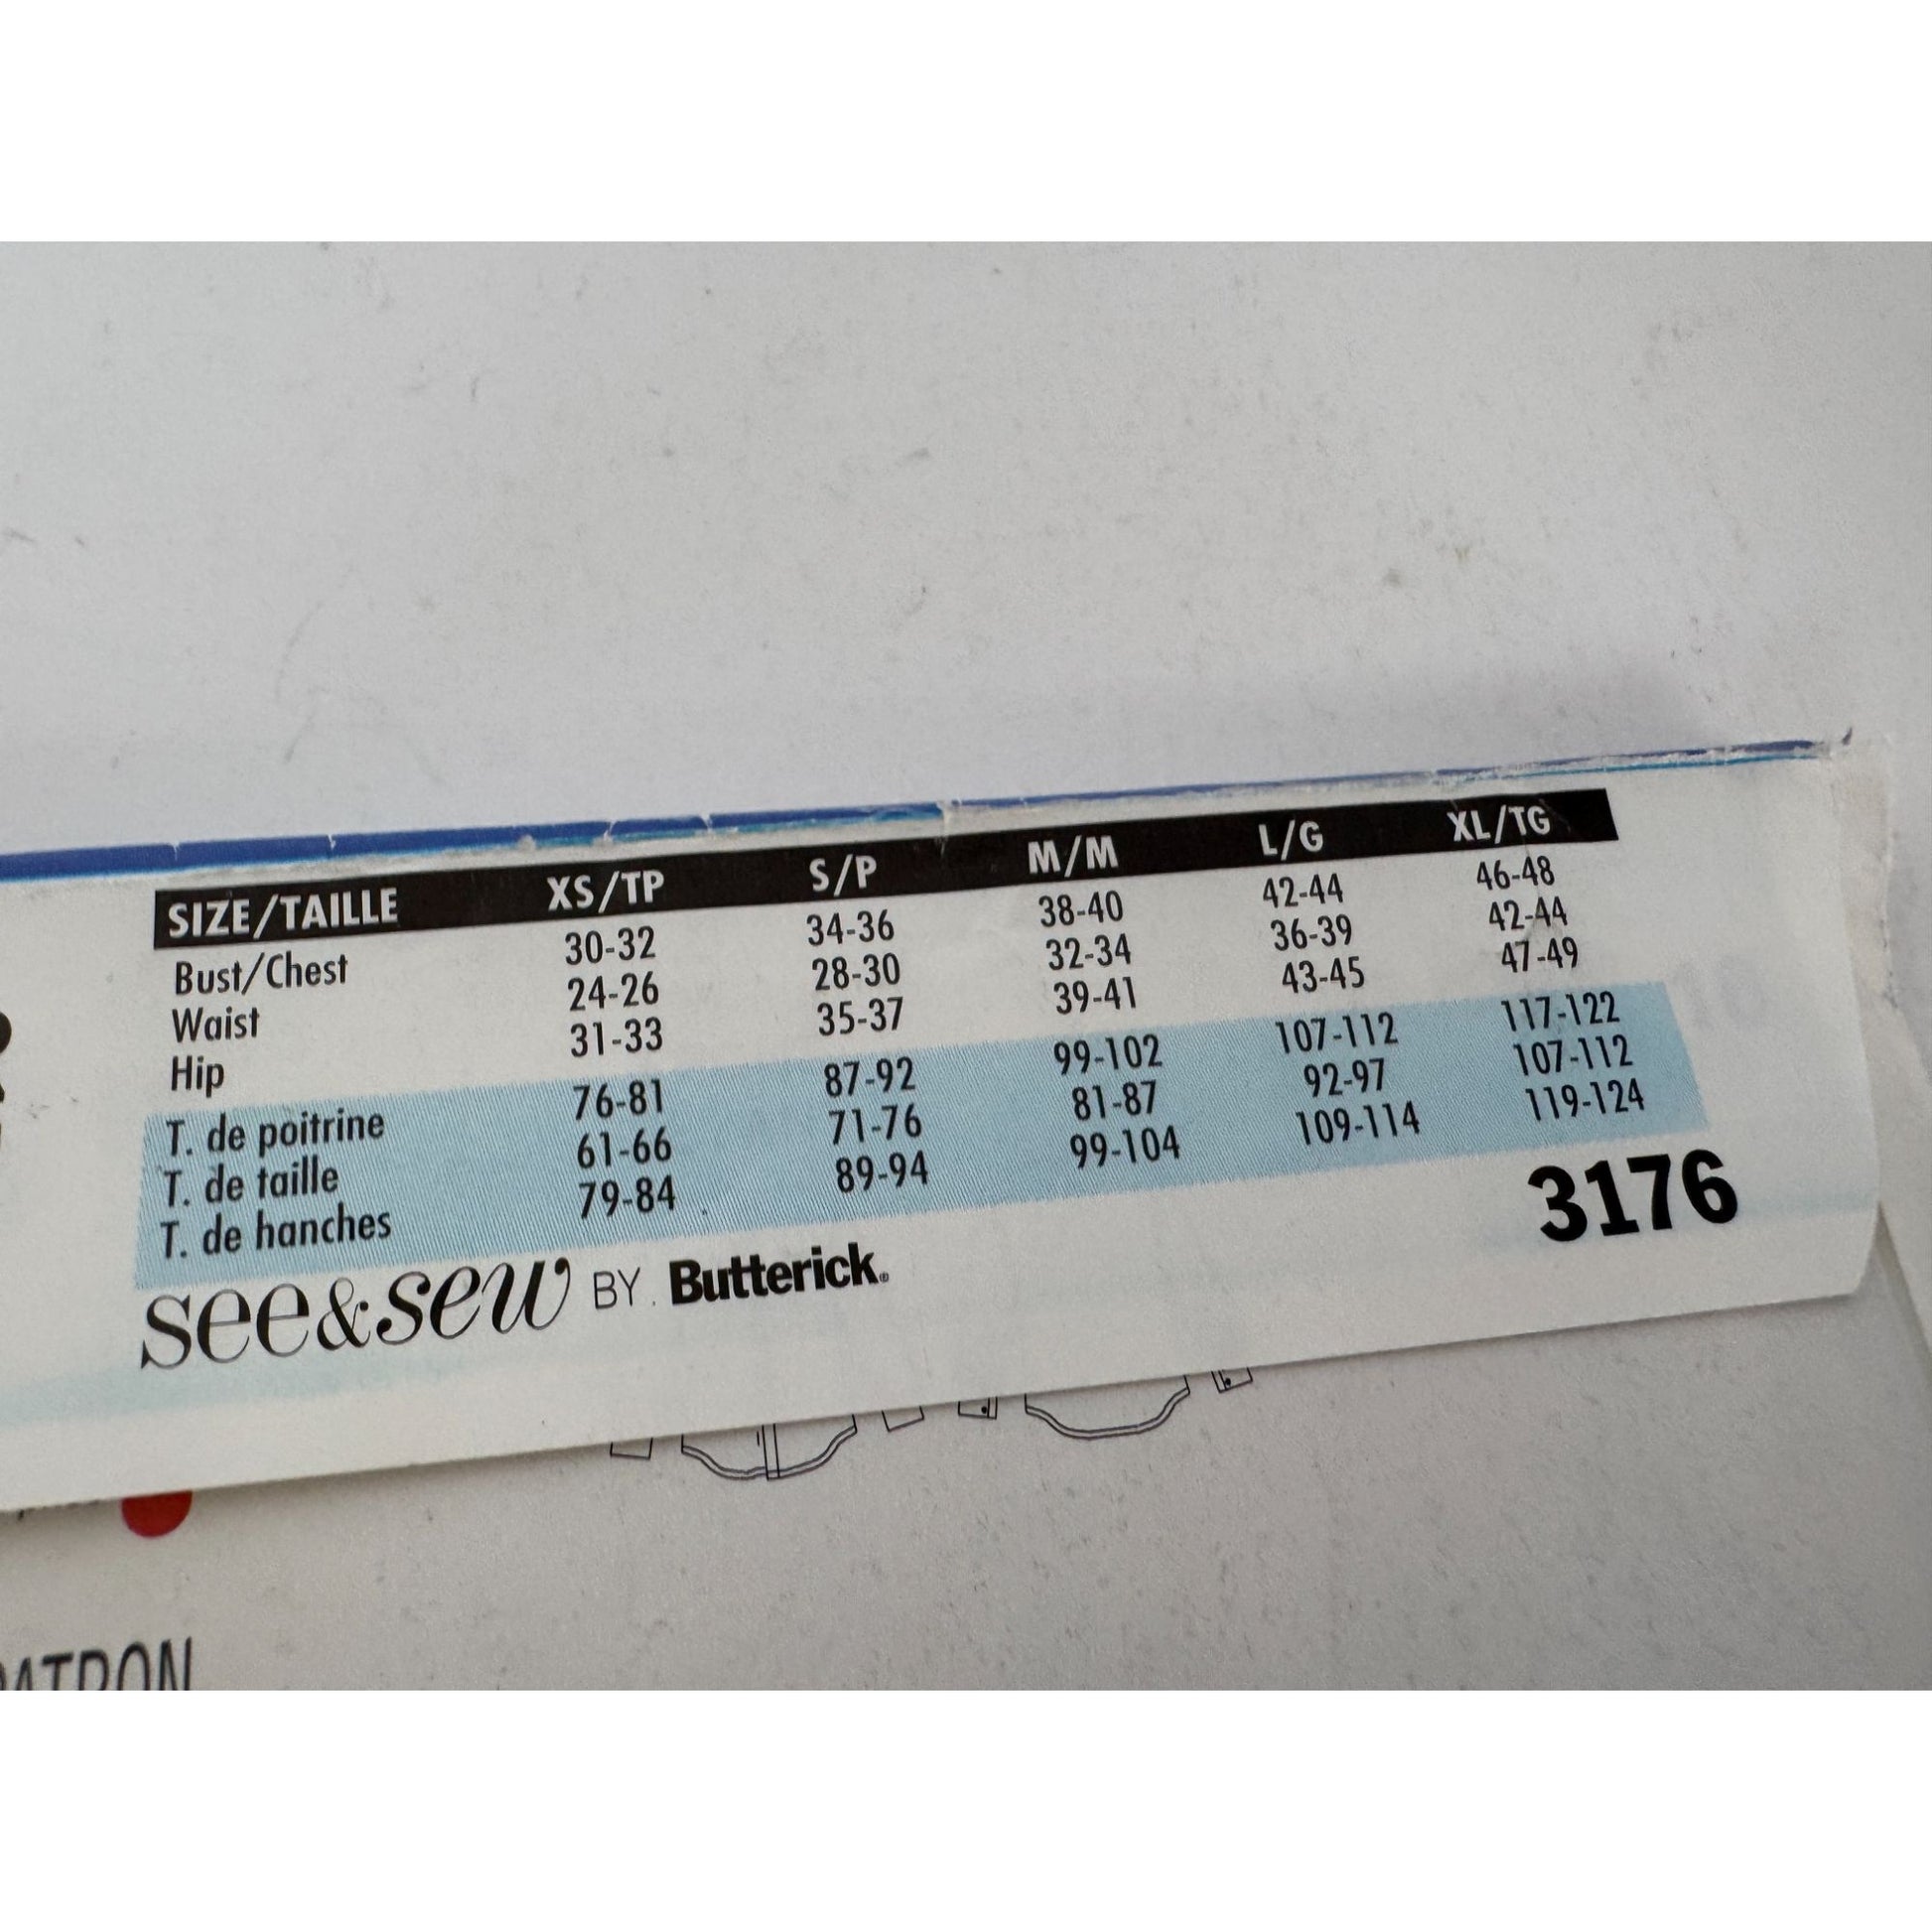 SIZE/TAILLE XS/TP S/P M/M L/G XL/TG
Bust/Chest 30-32 34-36 38-40 42-44 46-48
Waist 24-26 28-30 32-34 36-39 42-44
Hip 31-33 35-37 39-41 43-45 47-49
T. de poitrine 76-81 87-92 99-102 107-112 117-122
T. de taille 61-66 71-76 81-87 92-97 107-112
T. de hanches 79-84 89-94 99-104 109-114 119-124
see&sew BY Butterick®
3176
PATRON